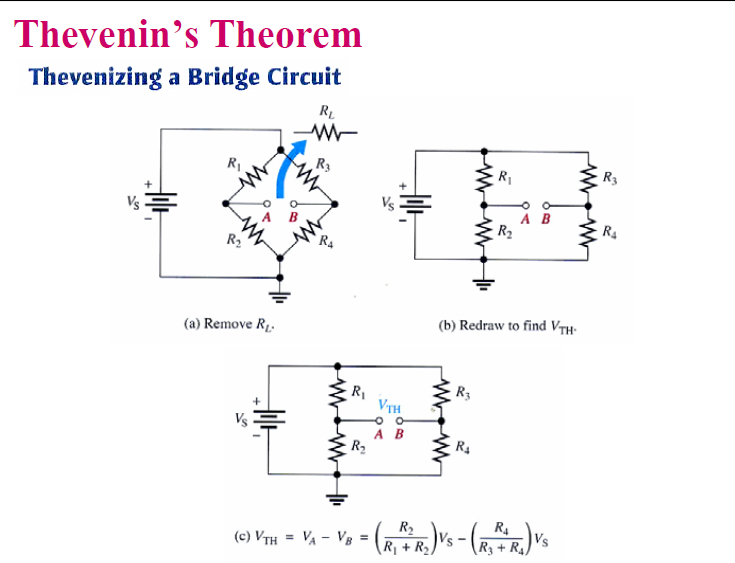 Thevenin's Theorem
Thevenizing a Bridge Circuit
R_L
R_1
R_3
+
V_S
-
A B
R_2
R_4
(a) Remove R_L.
+
V_S
-
R_1
R_3
A B
R_2
R_4
(b) Redraw to find V_TH.
R_1
R_3
V_TH
+
V_S
-
A B
R_2
R_4
(c) V_TH = V_A − V_B = (R_2 / R_1 + R_2) V_S − (R_4 / R_3 + R_4) V_S